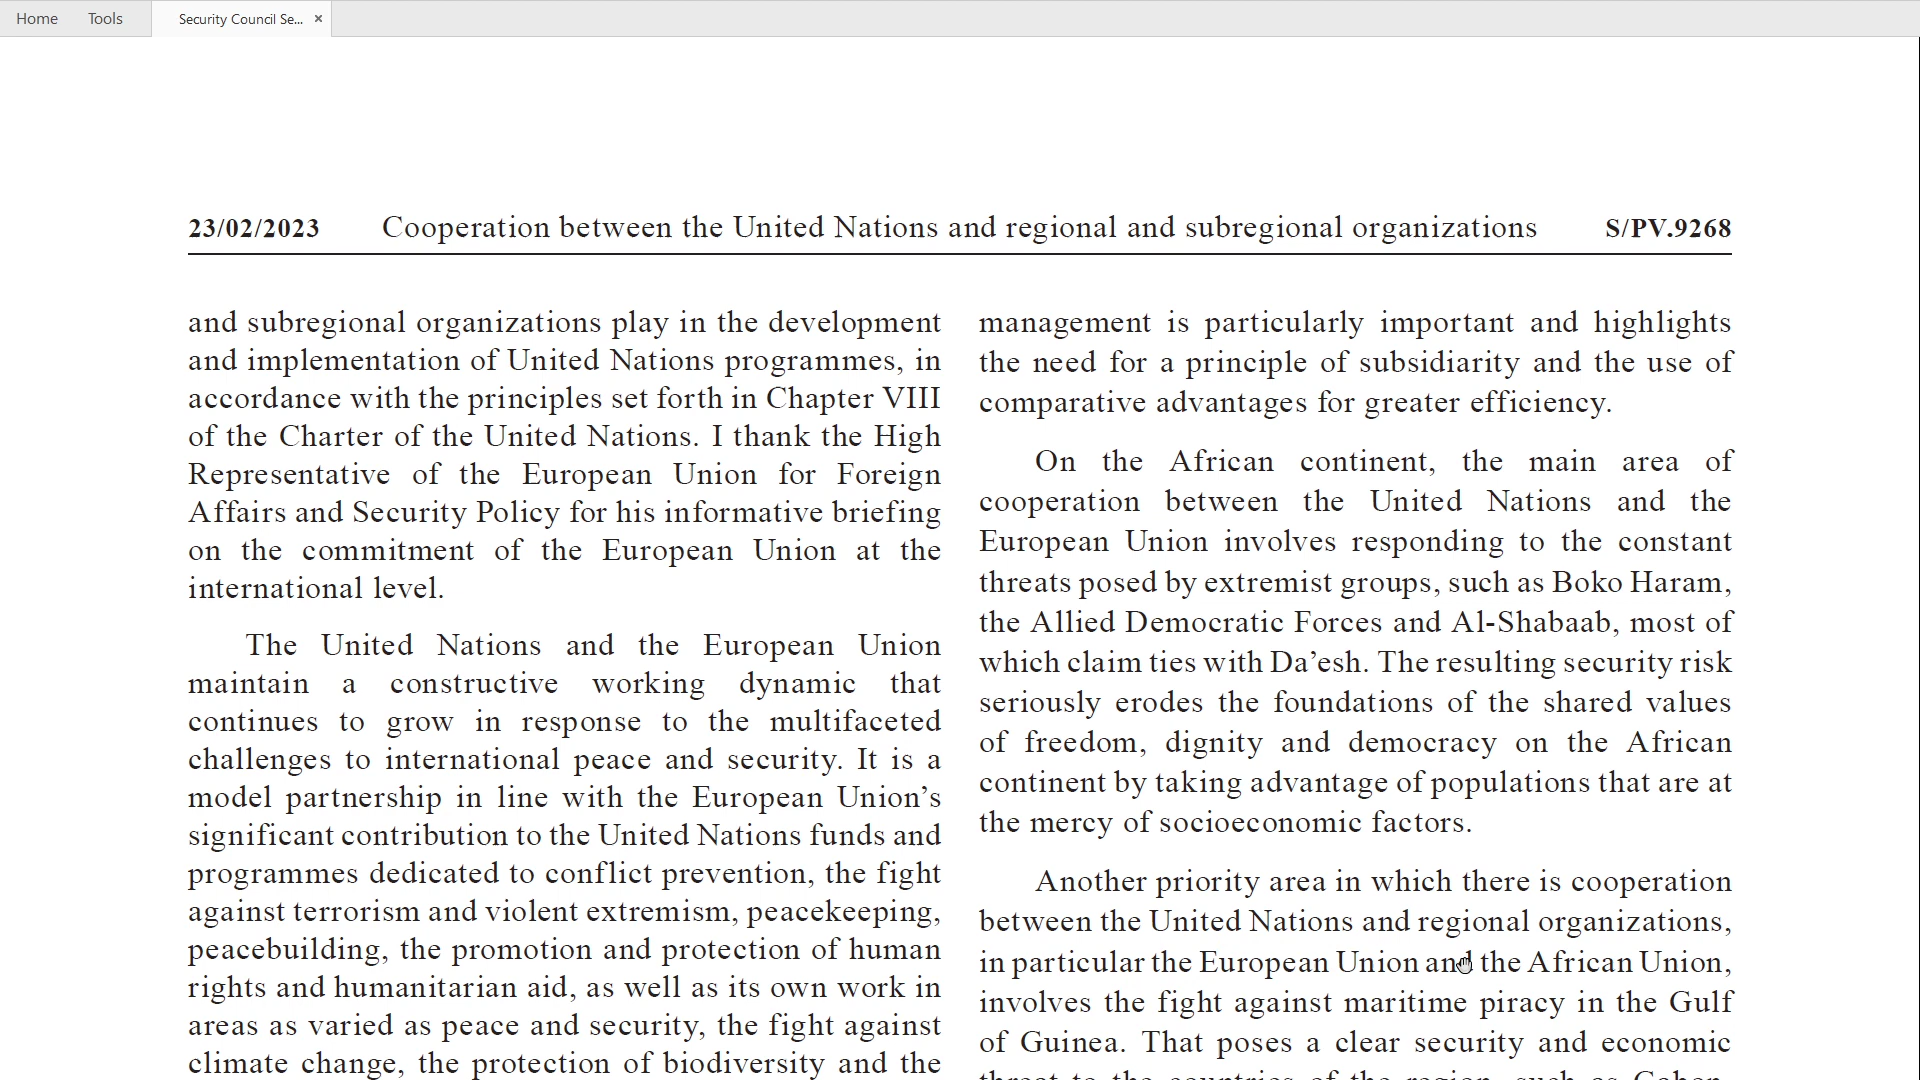 Home Tools Security Council Se... ×
23/02/2023 Cooperation between the United Nations and regional and subregional organizations S/PV.9268
and subregional organizations play in the development
and implementation of United Nations programmes, in
accordance with the principles set forth in Chapter VIII
of the Charter of the United Nations. I thank the High
Representative of the European Union for Foreign
Affairs and Security Policy for his informative briefing
on the commitment of the European Union at the
international level.
The United Nations and the European Union
maintain a constructive working dynamic that
continues to grow in response to the multifaceted
challenges to international peace and security. It is a
model partnership in line with the European Union’s
significant contribution to the United Nations funds and
programmes dedicated to conflict prevention, the fight
against terrorism and violent extremism, peacekeeping,
peacebuilding, the promotion and protection of human
rights and humanitarian aid, as well as its own work in
areas as varied as peace and security, the fight against
climate change, the protection of biodiversity and the
management is particularly important and highlights
the need for a principle of subsidiarity and the use of
comparative advantages for greater efficiency.
On the African continent, the main area of
cooperation between the United Nations and the
European Union involves responding to the constant
threats posed by extremist groups, such as Boko Haram,
the Allied Democratic Forces and Al-Shabaab, most of
which claim ties with Da’esh. The resulting security risk
seriously erodes the foundations of the shared values
of freedom, dignity and democracy on the African
continent by taking advantage of populations that are at
the mercy of socioeconomic factors.
Another priority area in which there is cooperation
between the United Nations and regional organizations,
in particular the European Union and the African Union,
involves the fight against maritime piracy in the Gulf
of Guinea. That poses a clear security and economic
threat to the countries of the region, such as Gabon,